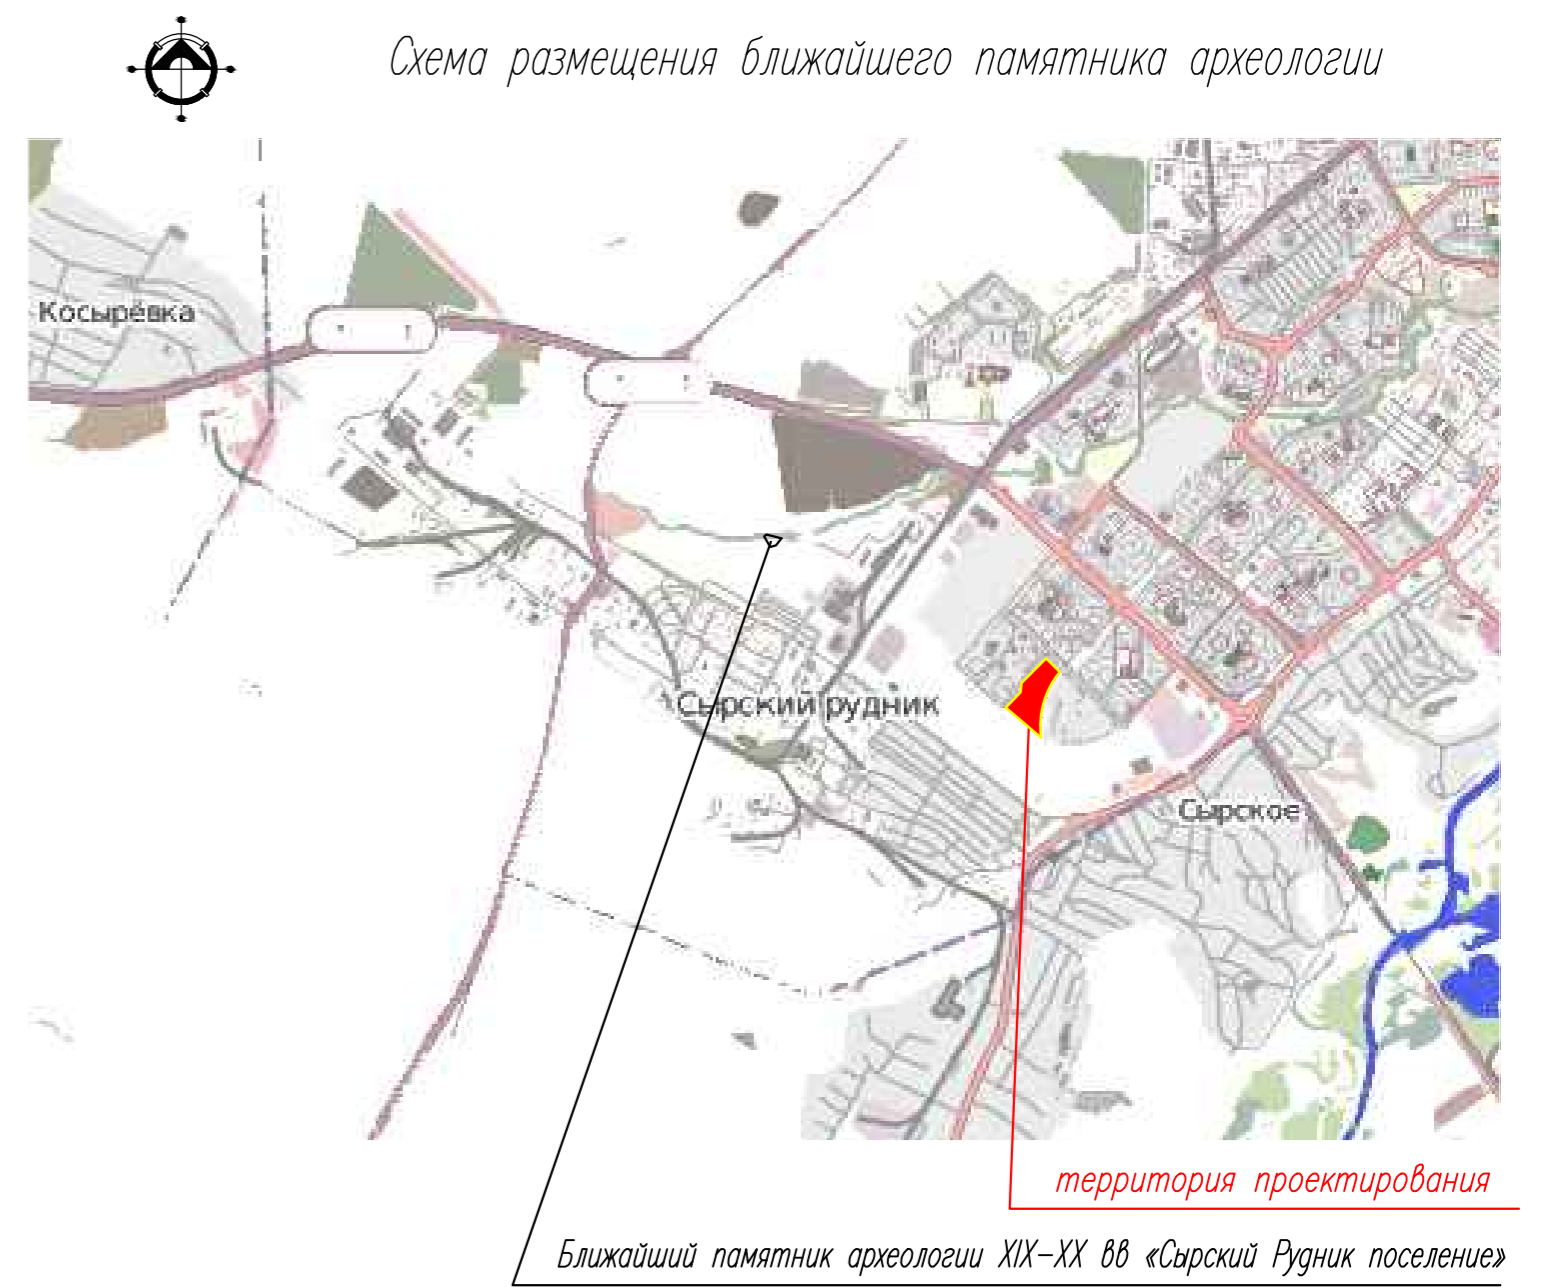 Схема размещения ближайшего памятника археологии
Косырёвка
Сырский рудник
Сырское
территория проектирования
Ближайший памятник археологии XIX–XX вв «Сырский Рудник поселение»